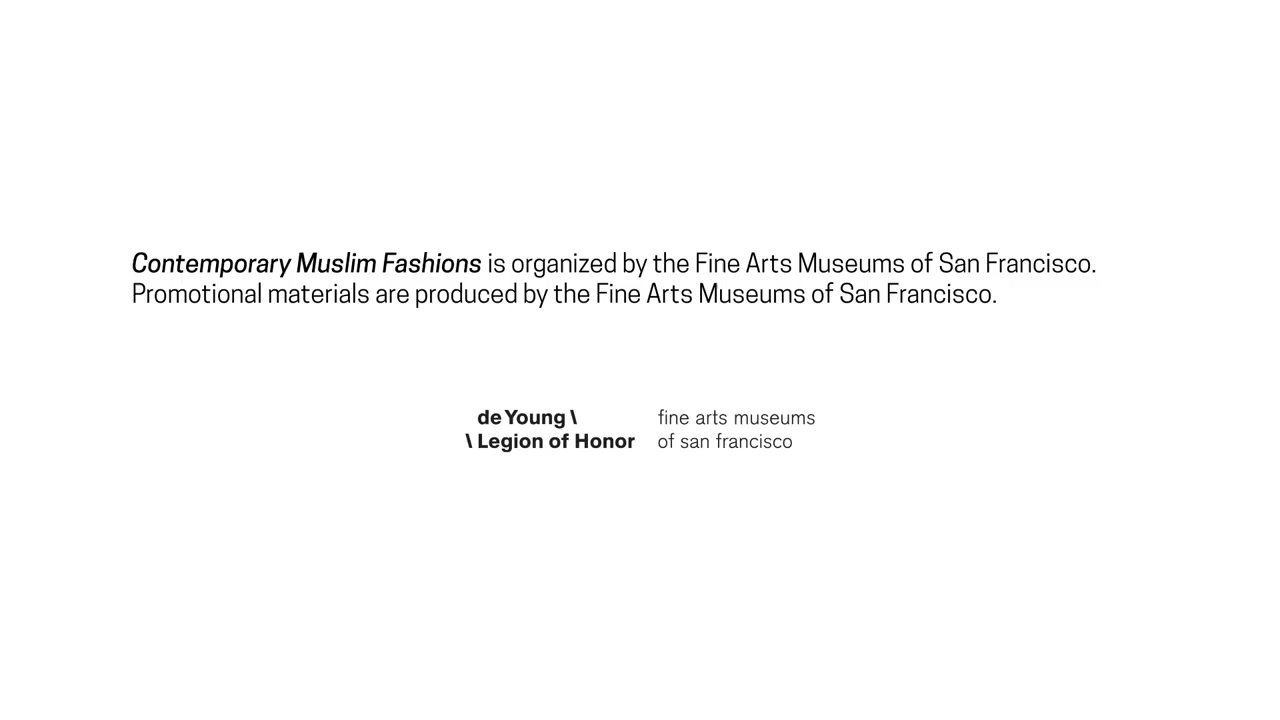 Contemporary Muslim Fashions is organized by the Fine Arts Museums of San Francisco.
Promotional materials are produced by the Fine Arts Museums of San Francisco.
de Young \
\ Legion of Honor
fine arts museums
of san francisco